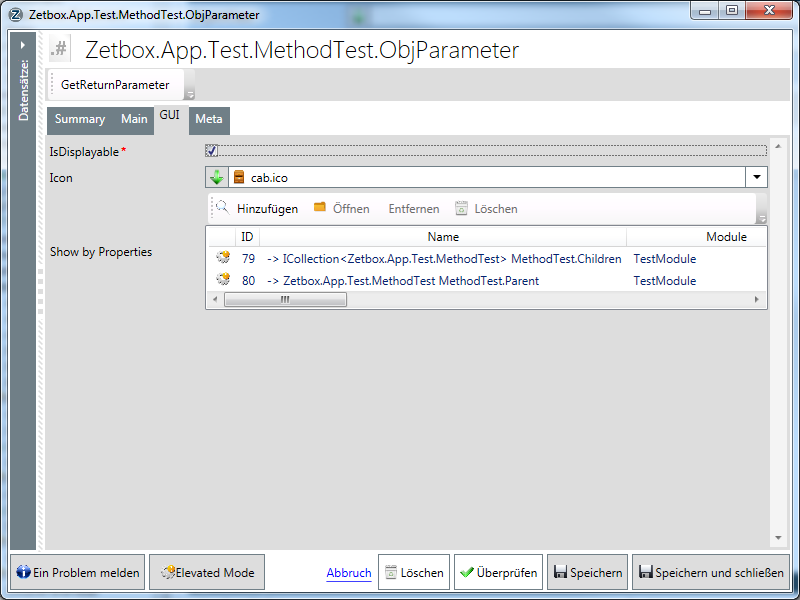 Zetbox.App.Test.MethodTest.ObjParameter
Datensätze:
.# Zetbox.App.Test.MethodTest.ObjParameter
GetReturnParameter
Summary Main GUI Meta
IsDisplayable *
Icon cab.ico
Hinzufügen Öffnen Entfernen Löschen
Show by Properties
ID Name Module
79 -> ICollection<Zetbox.App.Test.MethodTest> MethodTest.Children TestModule
80 -> Zetbox.App.Test.MethodTest MethodTest.Parent TestModule
Ein Problem melden Elevated Mode Abbruch Löschen Überprüfen Speichern Speichern und schließen